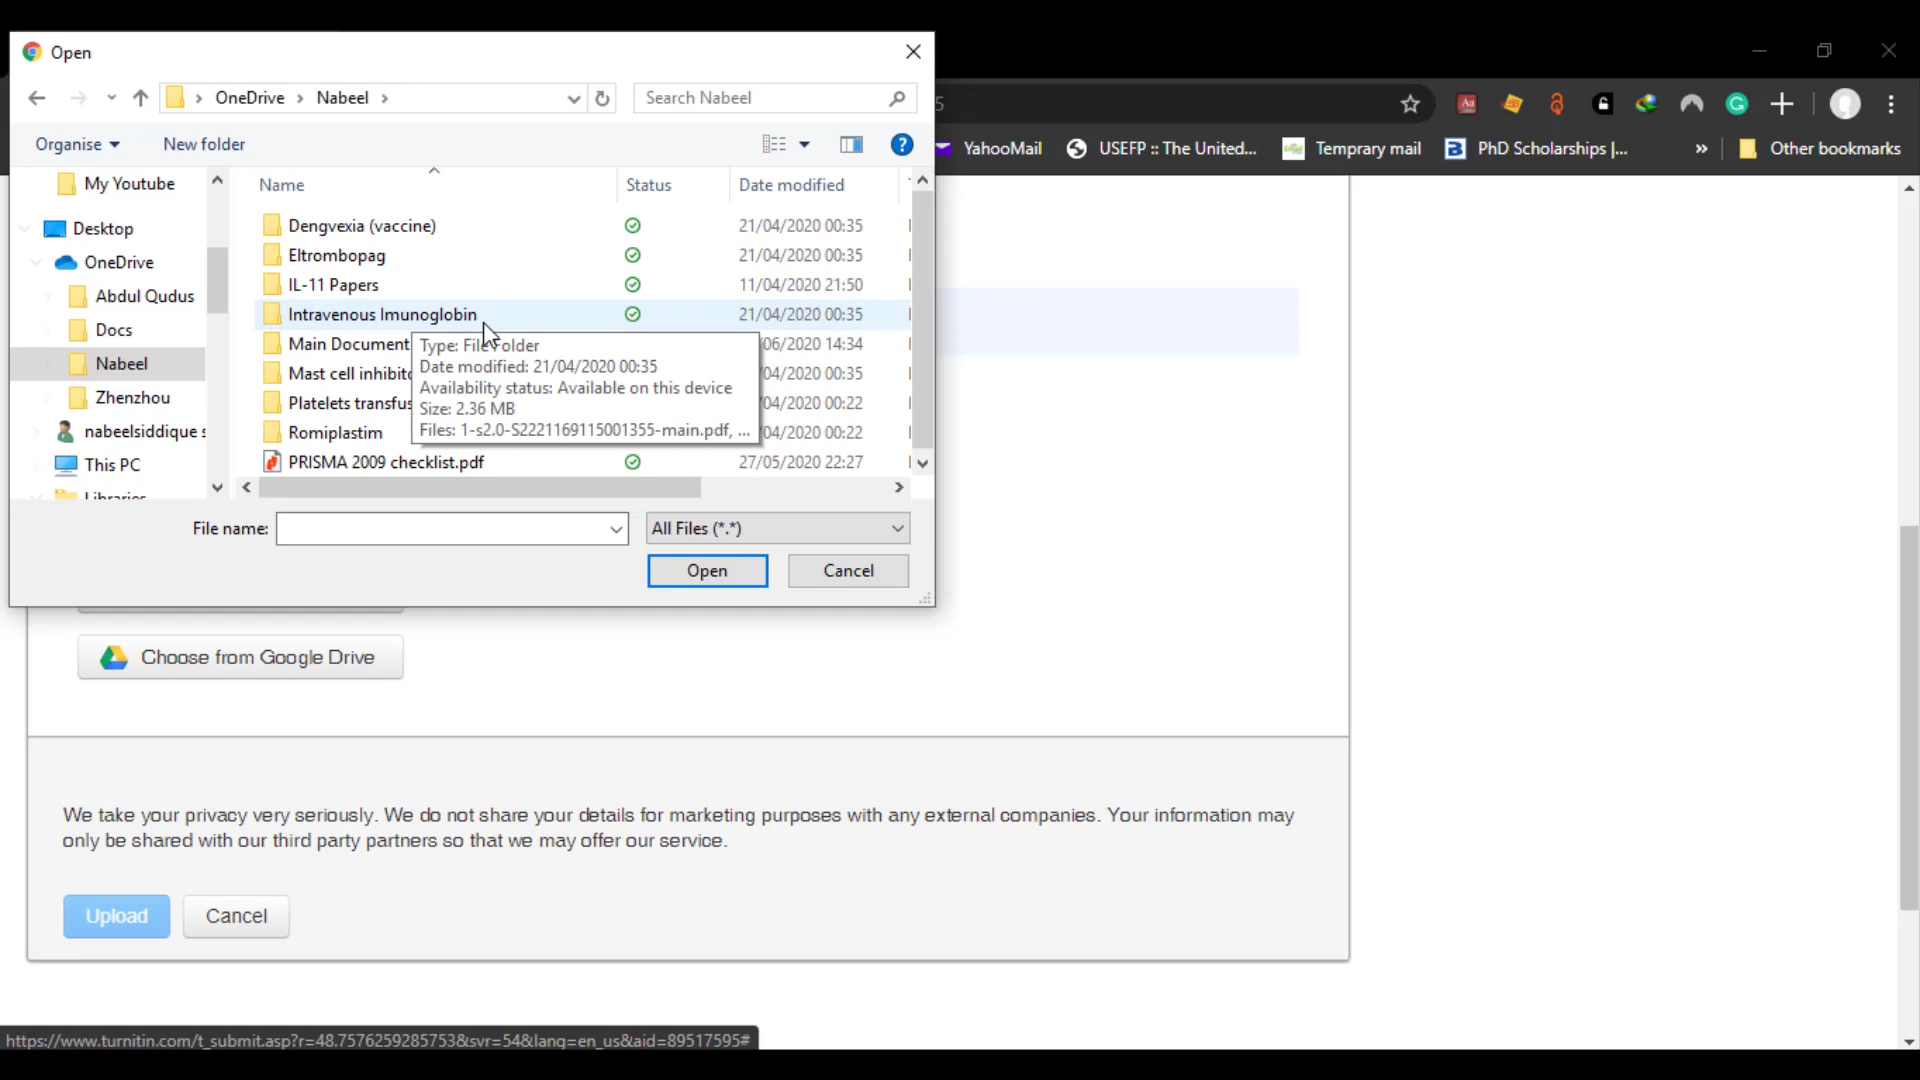 Open
OneDrive Nabeel
Search Nabeel
Organise
New folder
Name Status Date modified
My Youtube
Desktop
OneDrive
Abdul Qudus
Docs
Nabeel
Zhenzhou
nabeelsiddique s
This PC
Libraries
Dengvexia (vaccine) 21/04/2020 00:35
Eltrombopag 21/04/2020 00:35
IL-11 Papers 11/04/2020 21:50
Intravenous Imunoglobin 21/04/2020 00:35
Main Document 06/2020 14:34
Mast cell inhibito /04/2020 00:35
Platelets transfus /04/2020 00:22
Romiplastim /04/2020 00:22
PRISMA 2009 checklist.pdf 27/05/2020 22:27
Type: File folder
Date modified: 21/04/2020 00:35
Availability status: Available on this device
Size: 2.36 MB
Files: 1-s2.0-S2221169115001355-main.pdf, ...
File name:
All Files (*.*)
Open
Cancel
5
YahooMail
USEFP :: The United...
Temprary mail
PhD Scholarships |...
»
Other bookmarks
Choose from Google Drive
We take your privacy very seriously. We do not share your details for marketing purposes with any external companies. Your information may
only be shared with our third party partners so that we may offer our service.
Upload
Cancel
https://www.turnitin.com/t_submit.asp?r=48.7576259285753&svr=54&lang=en_us&aid=89517595#